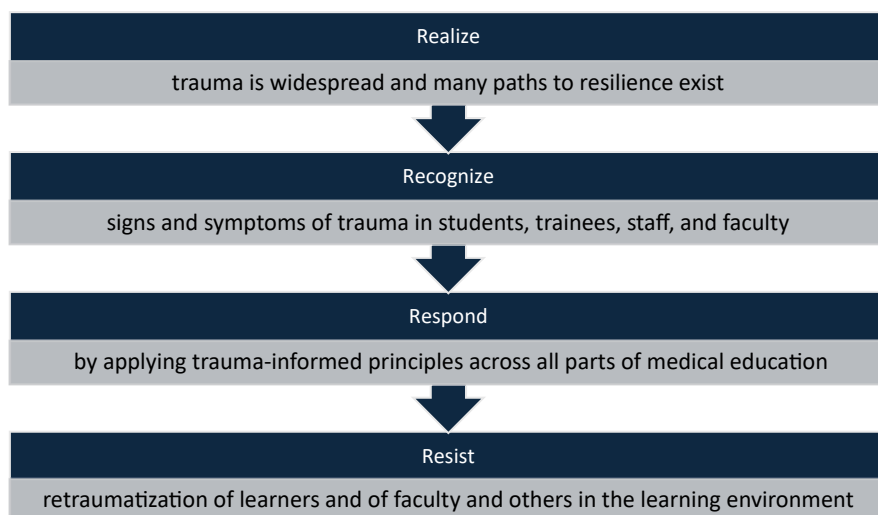 Realize
trauma is widespread and many paths to resilience exist
Recognize
signs and symptoms of trauma in students, trainees, staff, and faculty
Respond
by applying trauma-informed principles across all parts of medical education
Resist
retraumatization of learners and of faculty and others in the learning environment